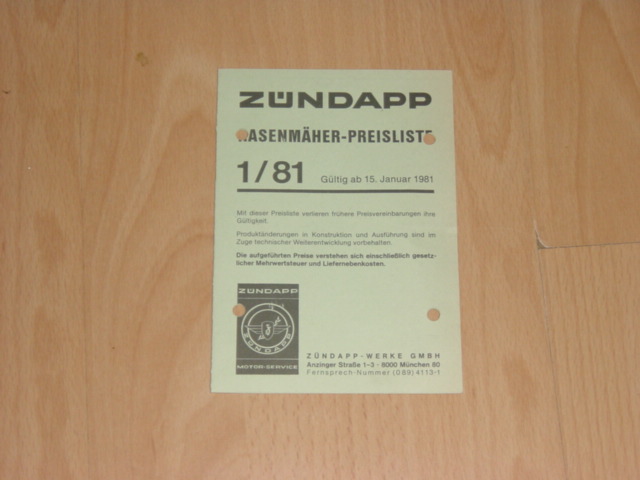 ZÜNDAPP
RASENMÄHER-PREISLISTE
1/81 Gültig ab 15. Januar 1981
Mit dieser Preisliste verlieren frühere Preisvereinbarungen ihre
Gültigkeit.
Produktänderungen in Konstruktion und Ausführung sind im
Zuge technischer Weiterentwicklung vorbehalten.
Die aufgeführten Preise verstehen sich einschließlich gesetz-
licher Mehrwertsteuer und Liefernebenkosten.
ZÜNDAPP
ZÜNDAPP
MOTOR-SERVICE
ZÜNDAPP-WERKE GMBH
Anzinger Straße 1-3 · 8000 München 80
Fernsprech-Nummer (089) 4113-1